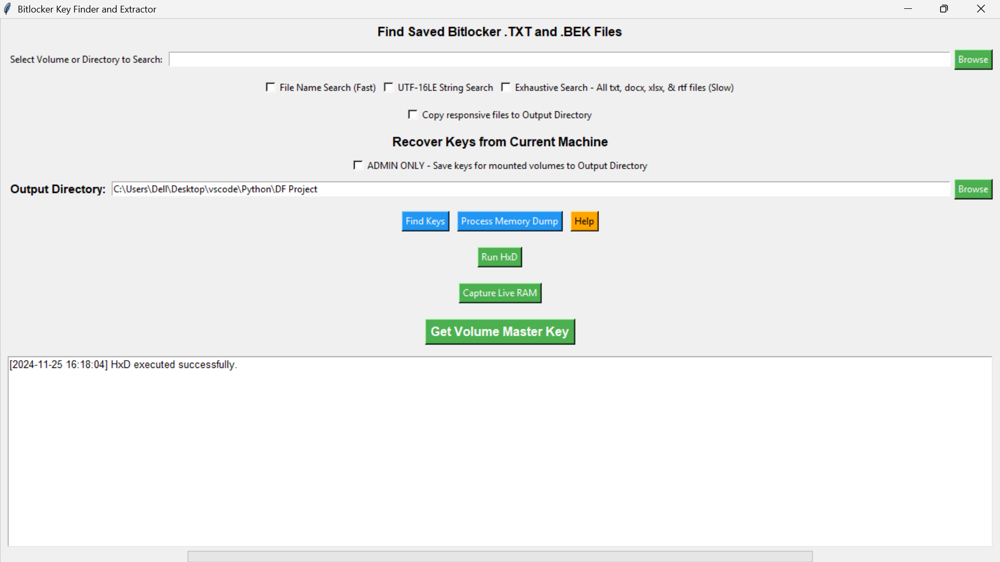 Bitlocker Key Finder and Extractor
Find Saved Bitlocker .TXT and .BEK Files
Select Volume or Directory to Search: Browse
File Name Search (Fast) UTF-16LE String Search Exhaustive Search - All txt, docx, xlsx, & rtf files (Slow)
Copy responsive files to Output Directory
Recover Keys from Current Machine
ADMIN ONLY - Save keys for mounted volumes to Output Directory
Output Directory: C:\Users\Dell\Desktop\vscode\Python\DF Project Browse
Find Keys Process Memory Dump Help
Run HxD
Capture Live RAM
Get Volume Master Key
[2024-11-25 16:18:04] HxD executed successfully.